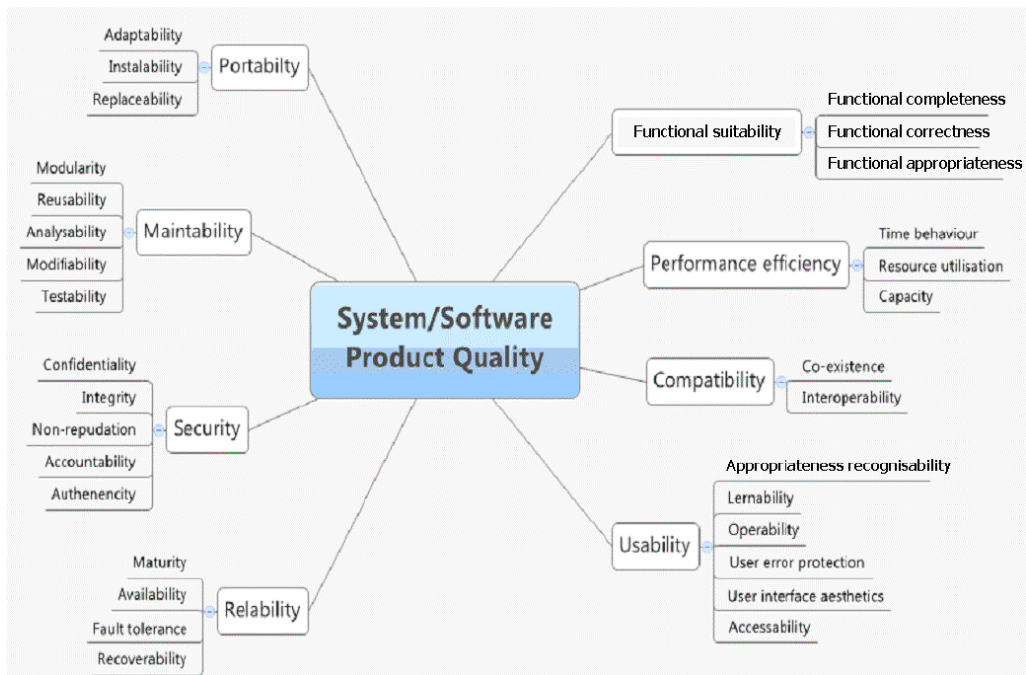 Adaptability
Instalability
Replaceability
Portabilty
Modularity
Reusability
Analysability
Modifiability
Testability
Maintability
Confidentiality
Integrity
Non-repudation
Accountability
Authenencity
Security
Maturity
Availability
Fault tolerance
Recoverability
Relability
System/Software
Product Quality
Functional suitability
Functional completeness
Functional correctness
Functional appropriateness
Performance efficiency
Time behaviour
Resource utilisation
Capacity
Compatibility
Co-existence
Interoperability
Usability
Appropriateness recognisability
Lernability
Operability
User error protection
User interface aesthetics
Accessability